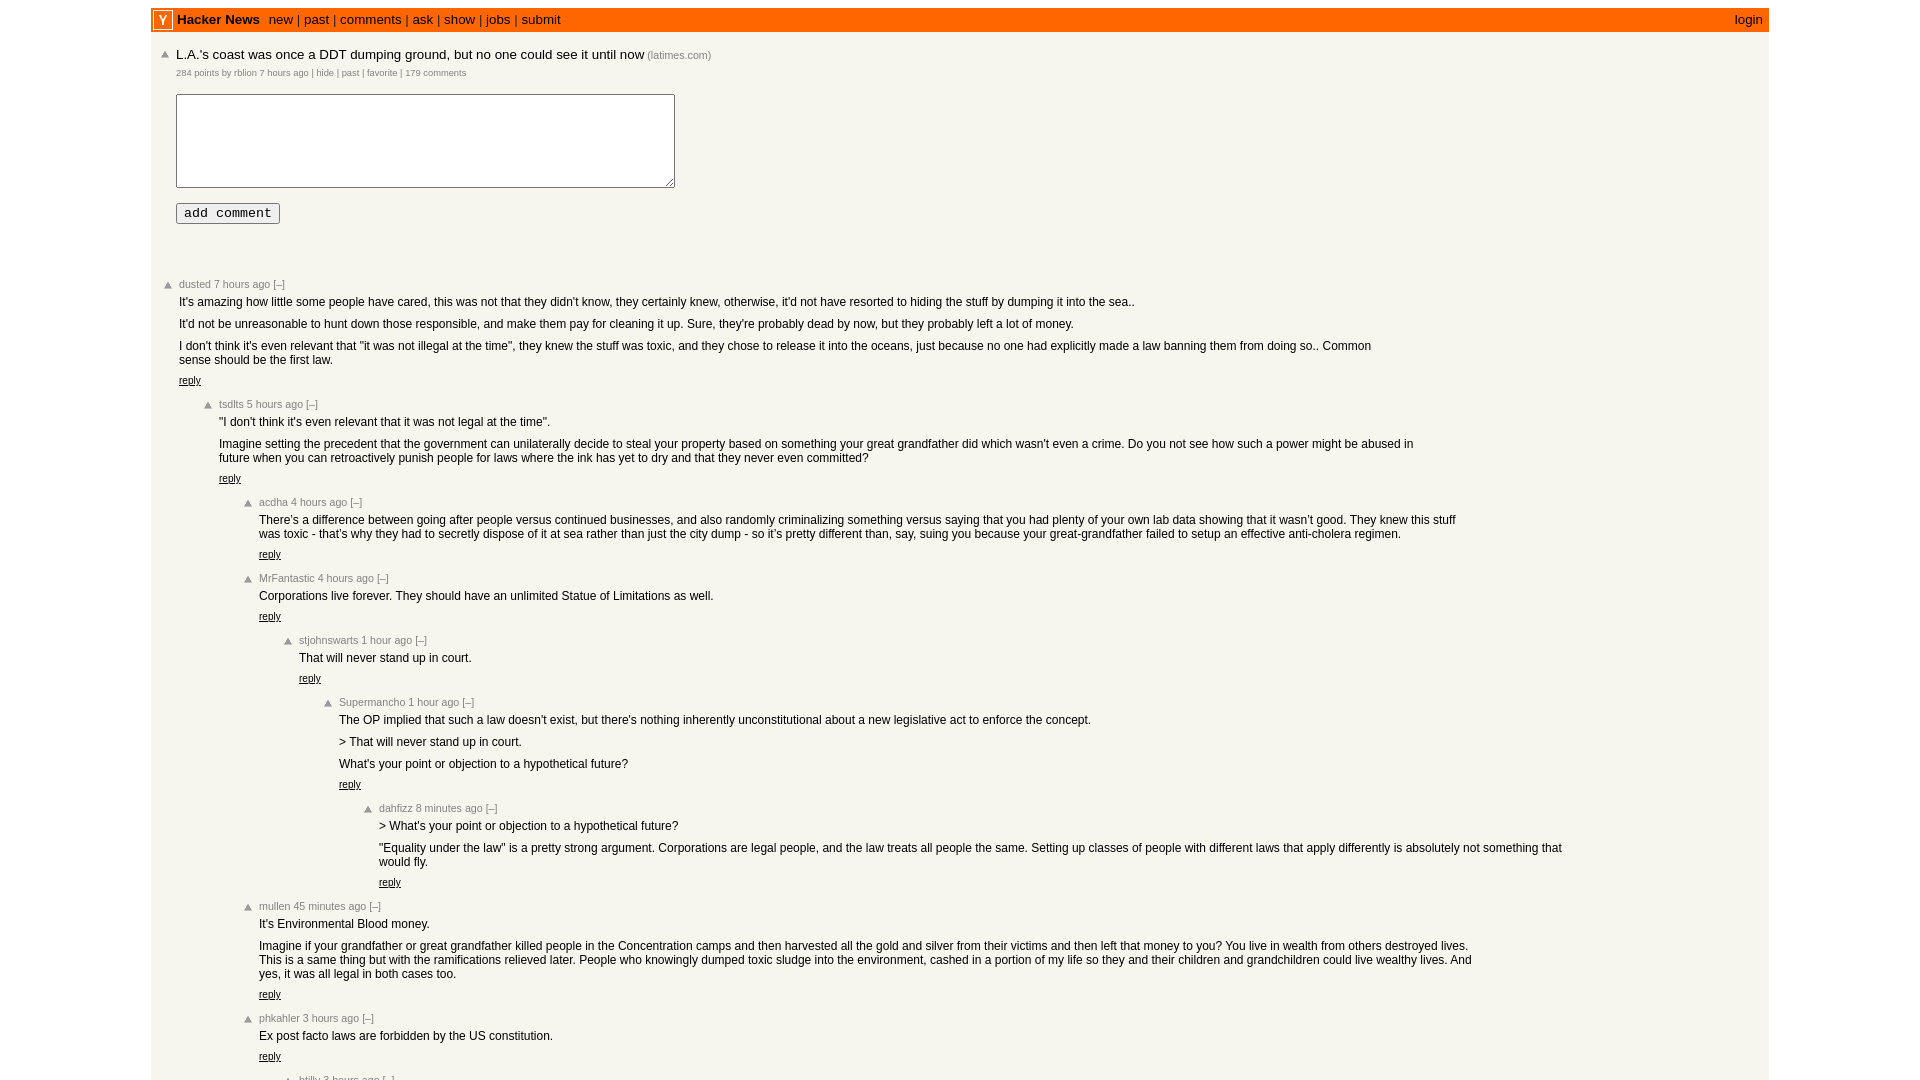 Y Hacker News new | past | comments | ask | show | jobs | submit login
L.A.'s coast was once a DDT dumping ground, but no one could see it until now (latimes.com)
284 points by rblion 7 hours ago | hide | past | favorite | 179 comments
add comment
dusted 7 hours ago [–]
It's amazing how little some people have cared, this was not that they didn't know, they certainly knew, otherwise, it'd not have resorted to hiding the stuff by dumping it into the sea..
It'd not be unreasonable to hunt down those responsible, and make them pay for cleaning it up. Sure, they're probably dead by now, but they probably left a lot of money.
I don't think it's even relevant that "it was not illegal at the time", they knew the stuff was toxic, and they chose to release it into the oceans, just because no one had explicitly made a law banning them from doing so.. Common
sense should be the first law.
reply
tsdlts 5 hours ago [–]
"I don't think it's even relevant that it was not legal at the time".
Imagine setting the precedent that the government can unilaterally decide to steal your property based on something your great grandfather did which wasn't even a crime. Do you not see how such a power might be abused in
future when you can retroactively punish people for laws where the ink has yet to dry and that they never even committed?
reply
acdha 4 hours ago [–]
There’s a difference between going after people versus continued businesses, and also randomly criminalizing something versus saying that you had plenty of your own lab data showing that it wasn’t good. They knew this stuff
was toxic - that’s why they had to secretly dispose of it at sea rather than just the city dump - so it’s pretty different than, say, suing you because your great-grandfather failed to setup an effective anti-cholera regimen.
reply
MrFantastic 4 hours ago [–]
Corporations live forever. They should have an unlimited Statue of Limitations as well.
reply
stjohnswarts 1 hour ago [–]
That will never stand up in court.
reply
Supermancho 1 hour ago [–]
The OP implied that such a law doesn't exist, but there's nothing inherently unconstitutional about a new legislative act to enforce the concept.
> That will never stand up in court.
What's your point or objection to a hypothetical future?
reply
dahfizz 8 minutes ago [–]
> What's your point or objection to a hypothetical future?
"Equality under the law" is a pretty strong argument. Corporations are legal people, and the law treats all people the same. Setting up classes of people with different laws that apply differently is absolutely not something that
would fly.
reply
mullen 45 minutes ago [–]
It's Environmental Blood money.
Imagine if your grandfather or great grandfather killed people in the Concentration camps and then harvested all the gold and silver from their victims and then left that money to you? You live in wealth from others destroyed lives.
This is a same thing but with the ramifications relieved later. People who knowingly dumped toxic sludge into the environment, cashed in a portion of my life so they and their children and grandchildren could live wealthy lives. And
yes, it was all legal in both cases too.
reply
phkahler 3 hours ago [–]
Ex post facto laws are forbidden by the US constitution.
reply